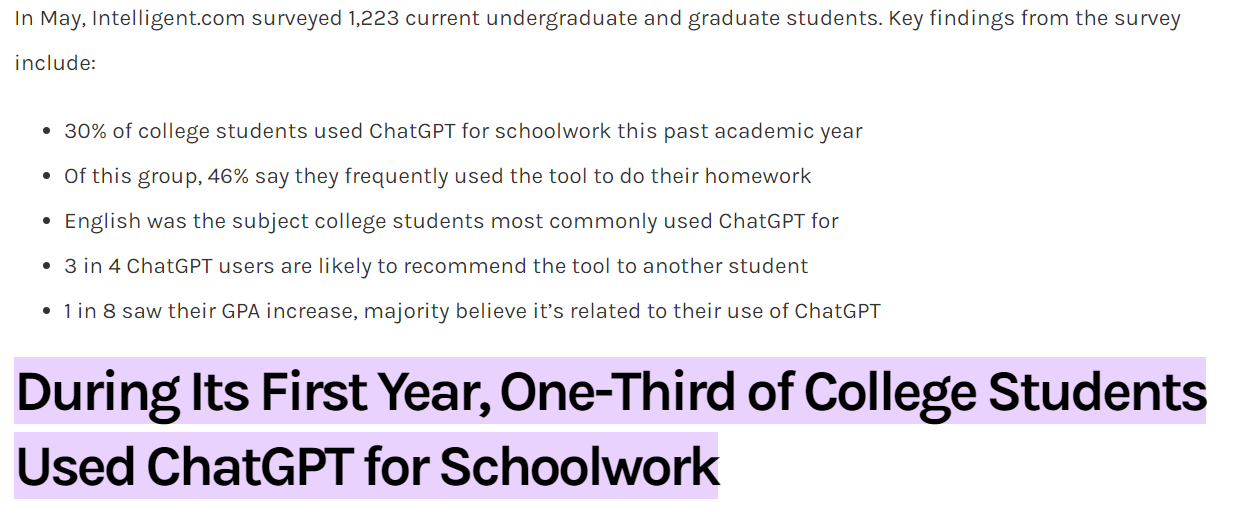 In May, Intelligent.com surveyed 1,223 current undergraduate and graduate students. Key findings from the survey
include:
• 30% of college students used ChatGPT for schoolwork this past academic year
• Of this group, 46% say they frequently used the tool to do their homework
• English was the subject college students most commonly used ChatGPT for
• 3 in 4 ChatGPT users are likely to recommend the tool to another student
• 1 in 8 saw their GPA increase, majority believe it’s related to their use of ChatGPT
During Its First Year, One-Third of College Students
Used ChatGPT for Schoolwork